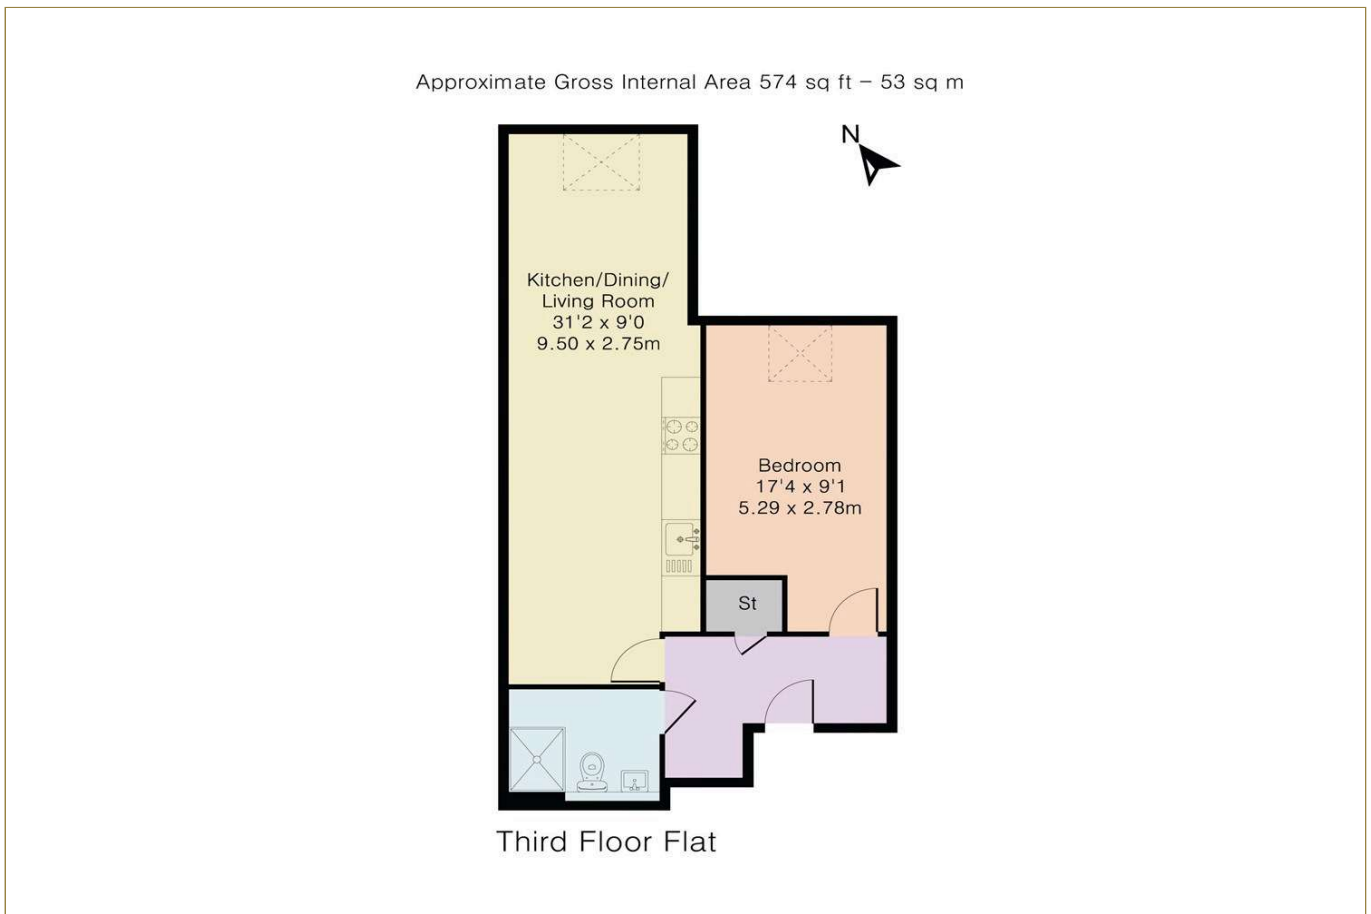 Approximate Gross Internal Area 574 sq ft – 53 sq m
N
Kitchen/Dining/
Living Room
31'2 x 9'0
9.50 x 2.75m
Bedroom
17'4 x 9'1
5.29 x 2.78m
St
Third Floor Flat